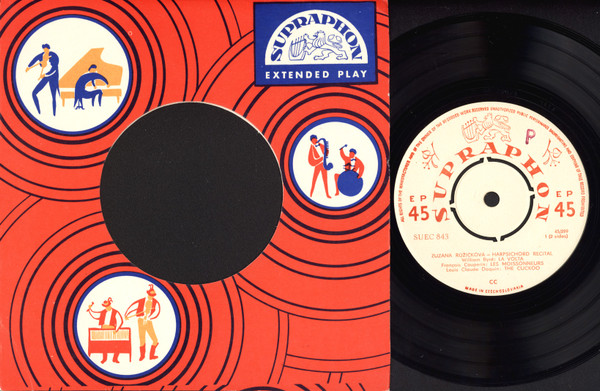 SUPRAPHON
EXTENDED PLAY
P
SUPRAPHON
EP
45
EP
45
SUEC 843
ZUZANA RUZICKOVA – HARPSICHORD RECITAL
William Byrd: LA VOLTA
François Couperin: LES MOISSONNEURS
Louis Claude Daquin: THE CUCKOO
CC
MADE IN CZECHOSLOVAKIA